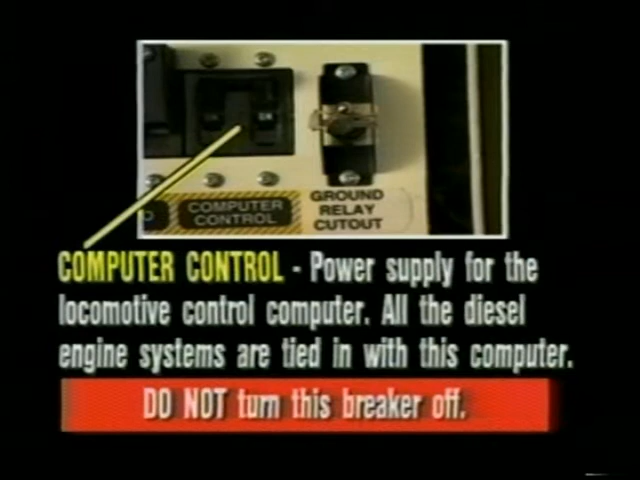 COMPUTER
CONTROL
GROUND
RELAY
CUTOUT
COMPUTER CONTROL - Power supply for the
locomotive control computer. All the diesel
engine systems are tied in with this computer.
DO NOT turn this breaker off.